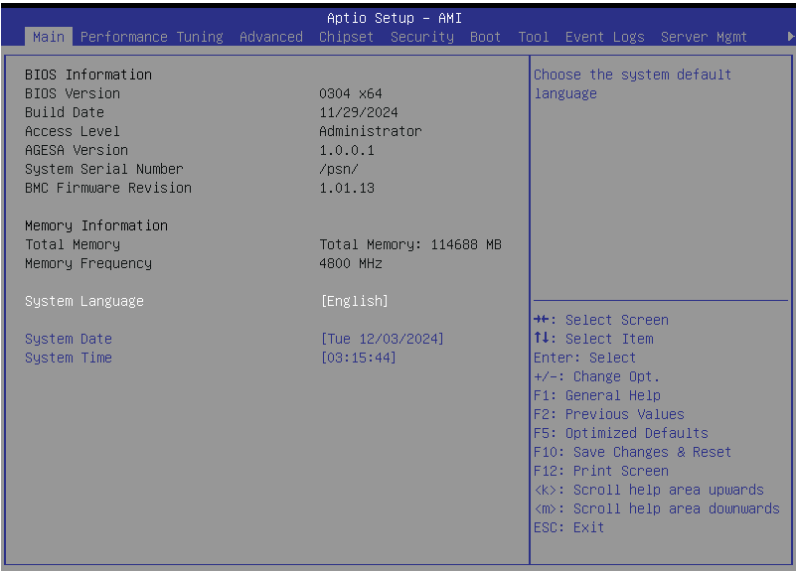 Aptio Setup - AMI
Main Performance Tuning Advanced Chipset Security Boot Tool Event Logs Server Mgmt
BIOS Information
BIOS Version 0304 x64
Build Date 11/29/2024
Access Level Administrator
AGESA Version 1.0.0.1
System Serial Number /psn/
BMC Firmware Revision 1.01.13
Memory Information
Total Memory Total Memory: 114688 MB
Memory Frequency 4800 MHz
System Language [English]
System Date [Tue 12/03/2024]
System Time [03:15:44]
Choose the system default
language
→←: Select Screen
↑↓: Select Item
Enter: Select
+/-: Change Opt.
F1: General Help
F2: Previous Values
F5: Optimized Defaults
F10: Save Changes & Reset
F12: Print Screen
<k>: Scroll help area upwards
<m>: Scroll help area downwards
ESC: Exit